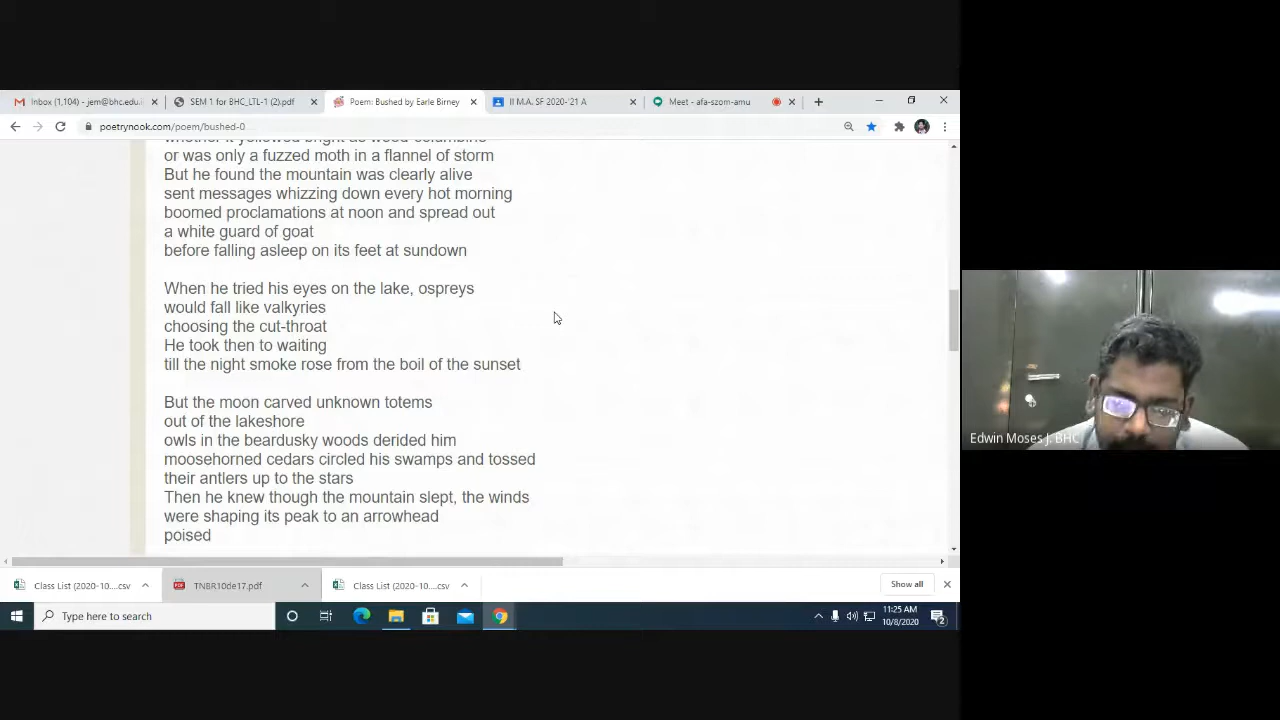 Inbox (1,104) - jem@bhc.edu.i
SEM 1 for BHC_LTL-1 (2).pdf
Poem: Bushed by Earle Birney
II M.A. SF 2020-'21 A
Meet - afa-szom-amu
poetrynook.com/poem/bushed-0
or was only a fuzzed moth in a flannel of storm
But he found the mountain was clearly alive
sent messages whizzing down every hot morning
boomed proclamations at noon and spread out
a white guard of goat
before falling asleep on its feet at sundown
When he tried his eyes on the lake, ospreys
would fall like valkyries
choosing the cut-throat
He took then to waiting
till the night smoke rose from the boil of the sunset
But the moon carved unknown totems
out of the lakeshore
owls in the beardusky woods derided him
moosehorned cedars circled his swamps and tossed
their antlers up to the stars
Then he knew though the mountain slept, the winds
were shaping its peak to an arrowhead
poised
Edwin Moses J. BHC
Class List (2020-10....csv
TNBR10de17.pdf
Class List (2020-10....csv
Show all
Type here to search
11:25 AM
10/8/2020
2